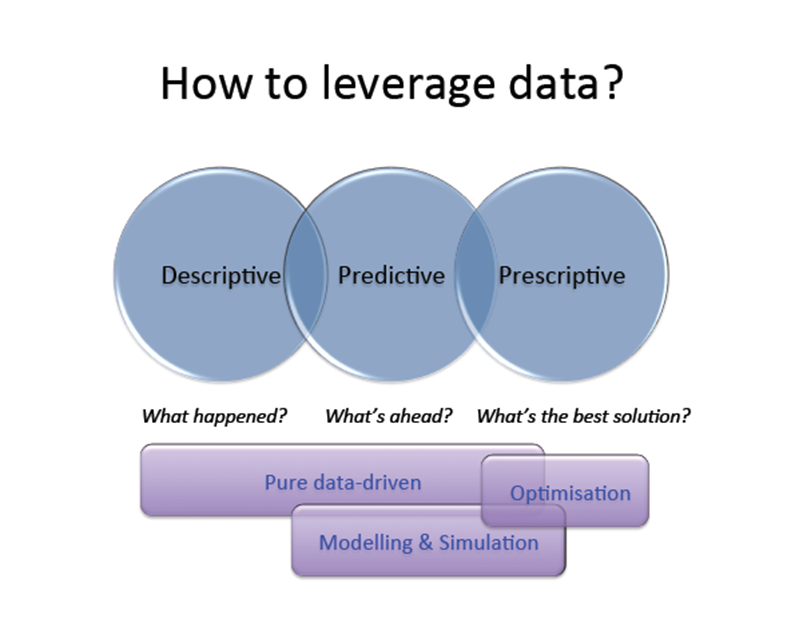 How to leverage data?
Descriptive
Predictive
Prescriptive
What happened?
What's ahead?
What's the best solution?
Pure data-driven
Optimisation
Modelling & Simulation